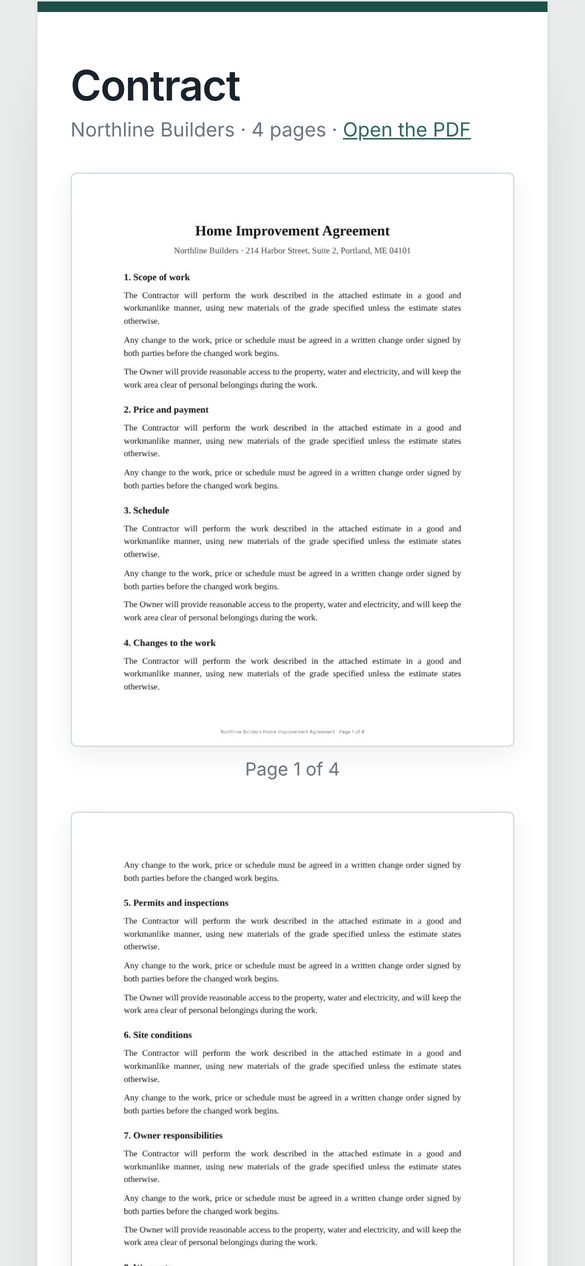 Contract
Northline Builders · 4 pages · Open the PDF
Home Improvement Agreement
Northline Builders · 214 Harbor Street, Suite 2, Portland, ME 04101
1. Scope of work
The Contractor will perform the work described in the attached estimate in a good and
workmanlike manner, using new materials of the grade specified unless the estimate states
otherwise.
Any change to the work, price or schedule must be agreed in a written change order signed by
both parties before the changed work begins.
The Owner will provide reasonable access to the property, water and electricity, and will keep the
work area clear of personal belongings during the work.
2. Price and payment
The Contractor will perform the work described in the attached estimate in a good and
workmanlike manner, using new materials of the grade specified unless the estimate states
otherwise.
Any change to the work, price or schedule must be agreed in a written change order signed by
both parties before the changed work begins.
3. Schedule
The Contractor will perform the work described in the attached estimate in a good and
workmanlike manner, using new materials of the grade specified unless the estimate states
otherwise.
Any change to the work, price or schedule must be agreed in a written change order signed by
both parties before the changed work begins.
The Owner will provide reasonable access to the property, water and electricity, and will keep the
work area clear of personal belongings during the work.
4. Changes to the work
The Contractor will perform the work described in the attached estimate in a good and
workmanlike manner, using new materials of the grade specified unless the estimate states
otherwise.
Northline Builders Home Improvement Agreement · Page 1 of 4
Page 1 of 4
Any change to the work, price or schedule must be agreed in a written change order signed by
both parties before the changed work begins.
5. Permits and inspections
The Contractor will perform the work described in the attached estimate in a good and
workmanlike manner, using new materials of the grade specified unless the estimate states
otherwise.
Any change to the work, price or schedule must be agreed in a written change order signed by
both parties before the changed work begins.
The Owner will provide reasonable access to the property, water and electricity, and will keep the
work area clear of personal belongings during the work.
6. Site conditions
The Contractor will perform the work described in the attached estimate in a good and
workmanlike manner, using new materials of the grade specified unless the estimate states
otherwise.
Any change to the work, price or schedule must be agreed in a written change order signed by
both parties before the changed work begins.
7. Owner responsibilities
The Contractor will perform the work described in the attached estimate in a good and
workmanlike manner, using new materials of the grade specified unless the estimate states
otherwise.
Any change to the work, price or schedule must be agreed in a written change order signed by
both parties before the changed work begins.
The Owner will provide reasonable access to the property, water and electricity, and will keep the
work area clear of personal belongings during the work.